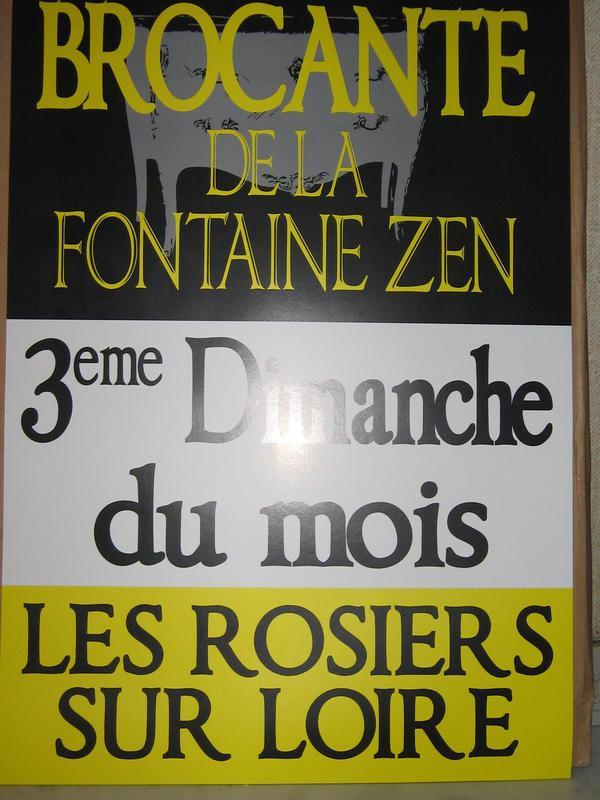 BROCANTE
DE LA
FONTAINE ZEN
3eme Dimanche
du mois
LES ROSIERS
SUR LOIRE